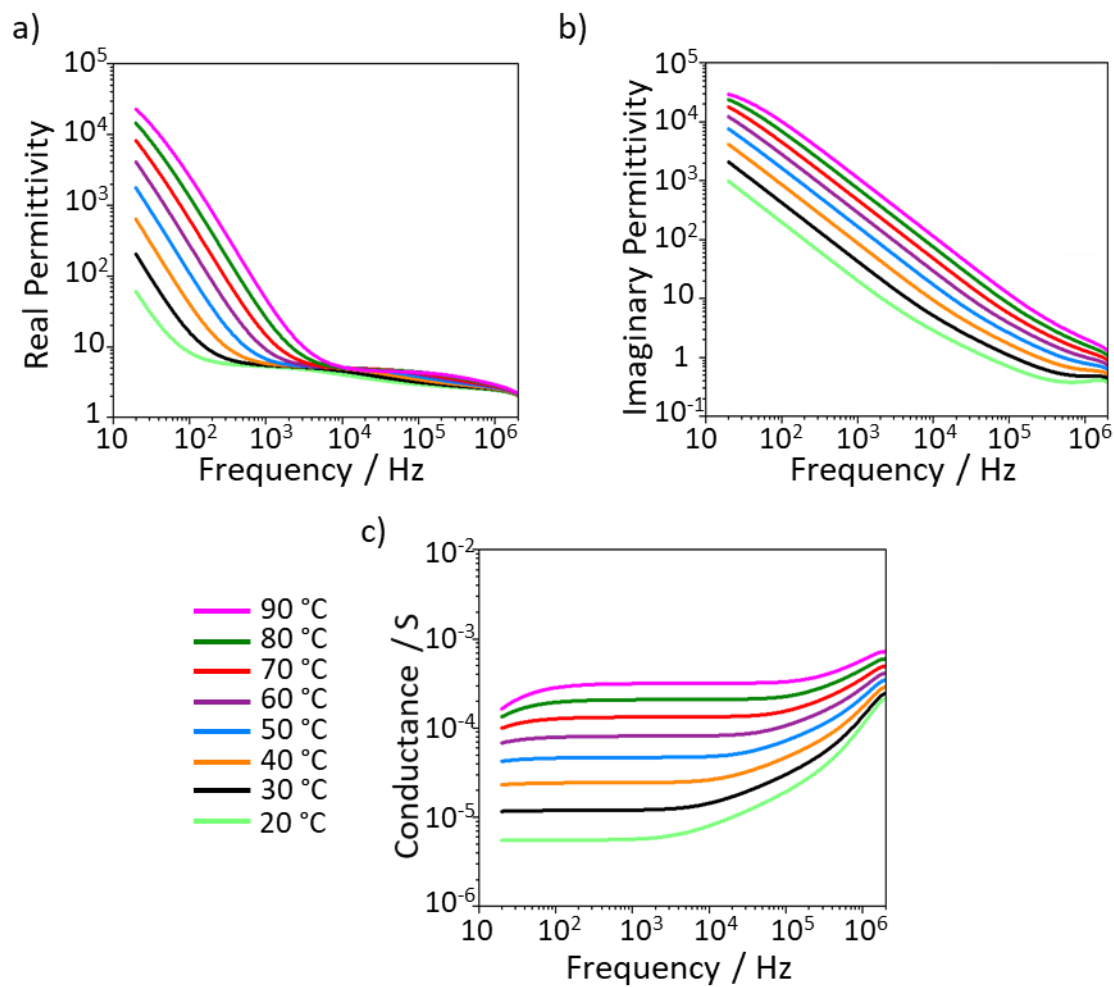 a)
10⁵
10⁴
10³
10²
10
1
Real Permittivity
10 10² 10³ 10⁴ 10⁵ 10⁶
Frequency / Hz
b)
10⁵
10⁴
10³
10²
10
1
10⁻¹
Imaginary Permittivity
10 10² 10³ 10⁴ 10⁵ 10⁶
Frequency / Hz
90 °C
80 °C
70 °C
60 °C
50 °C
40 °C
30 °C
20 °C
c)
10⁻²
10⁻³
10⁻⁴
10⁻⁵
10⁻⁶
Conductance / S
10 10² 10³ 10⁴ 10⁵ 10⁶
Frequency / Hz